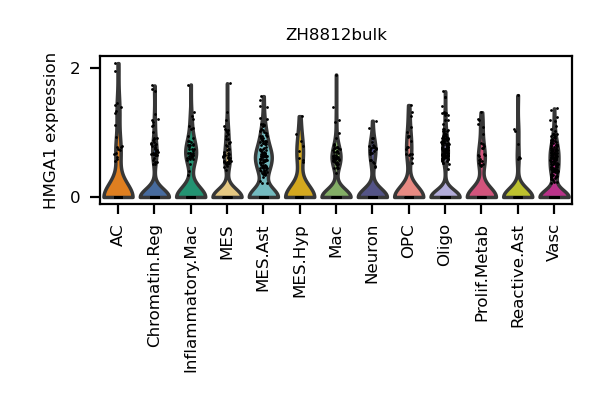 ZH8812bulk
HMGA1 expression
2
0
AC
Chromatin.Reg
Inflammatory.Mac
MES
MES.Ast
MES.Hyp
Mac
Neuron
OPC
Oligo
Prolif.Metab
Reactive.Ast
Vasc